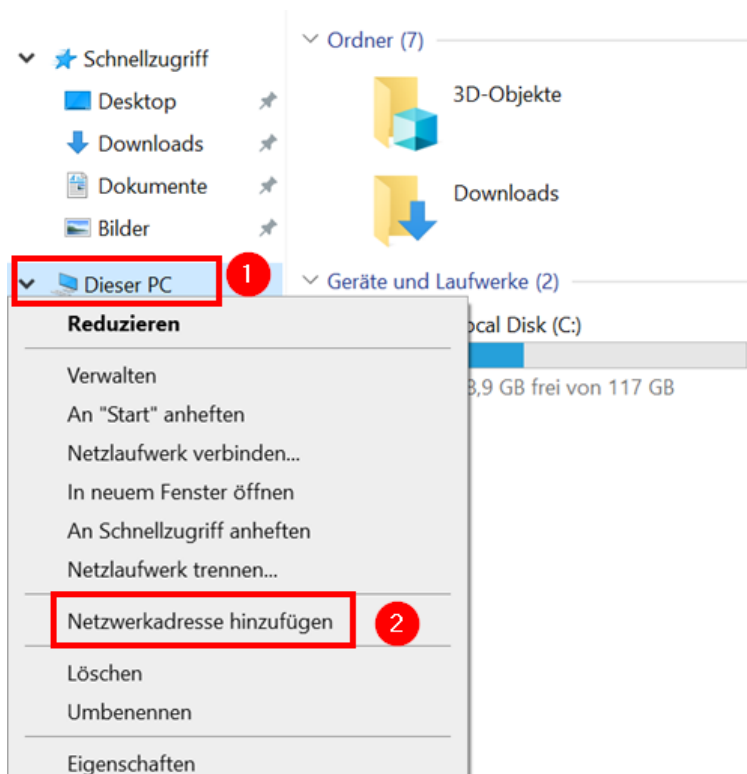 Schnellzugriff
Desktop
Downloads
Dokumente
Bilder
Dieser PC
1
Reduzieren
Verwalten
An "Start" anheften
Netzlaufwerk verbinden...
In neuem Fenster öffnen
An Schnellzugriff anheften
Netzlaufwerk trennen...
Netzwerkadresse hinzufügen
2
Löschen
Umbenennen
Eigenschaften
Ordner (7)
3D-Objekte
Downloads
Geräte und Laufwerke (2)
ocal Disk (C:)
8,9 GB frei von 117 GB